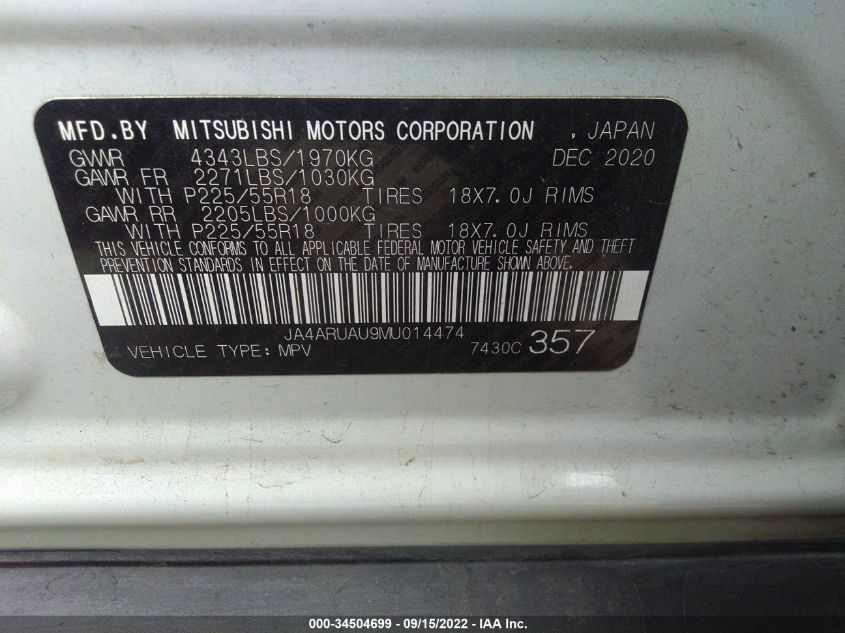 MFD.BY MITSUBISHI MOTORS CORPORATION , JAPAN
GVWR 4343LBS/1970KG DEC 2020
GAWR FR 2271LBS/1030KG
WITH P225/55R18 TIRES 18X7.0J RIMS
GAWR RR 2205LBS/1000KG
WITH P225/55R18 TIRES 18X7.0J RIMS
THIS VEHICLE CONFORMS TO ALL APPLICABLE FEDERAL MOTOR VEHICLE SAFETY AND THEFT
PREVENTION STANDARDS IN EFFECT ON THE DATE OF MANUFACTURE SHOWN ABOVE.
JA4ARUAU9MU014474
VEHICLE TYPE: MPV 7430C 357
000-34504699 - 09/15/2022 - IAA Inc.